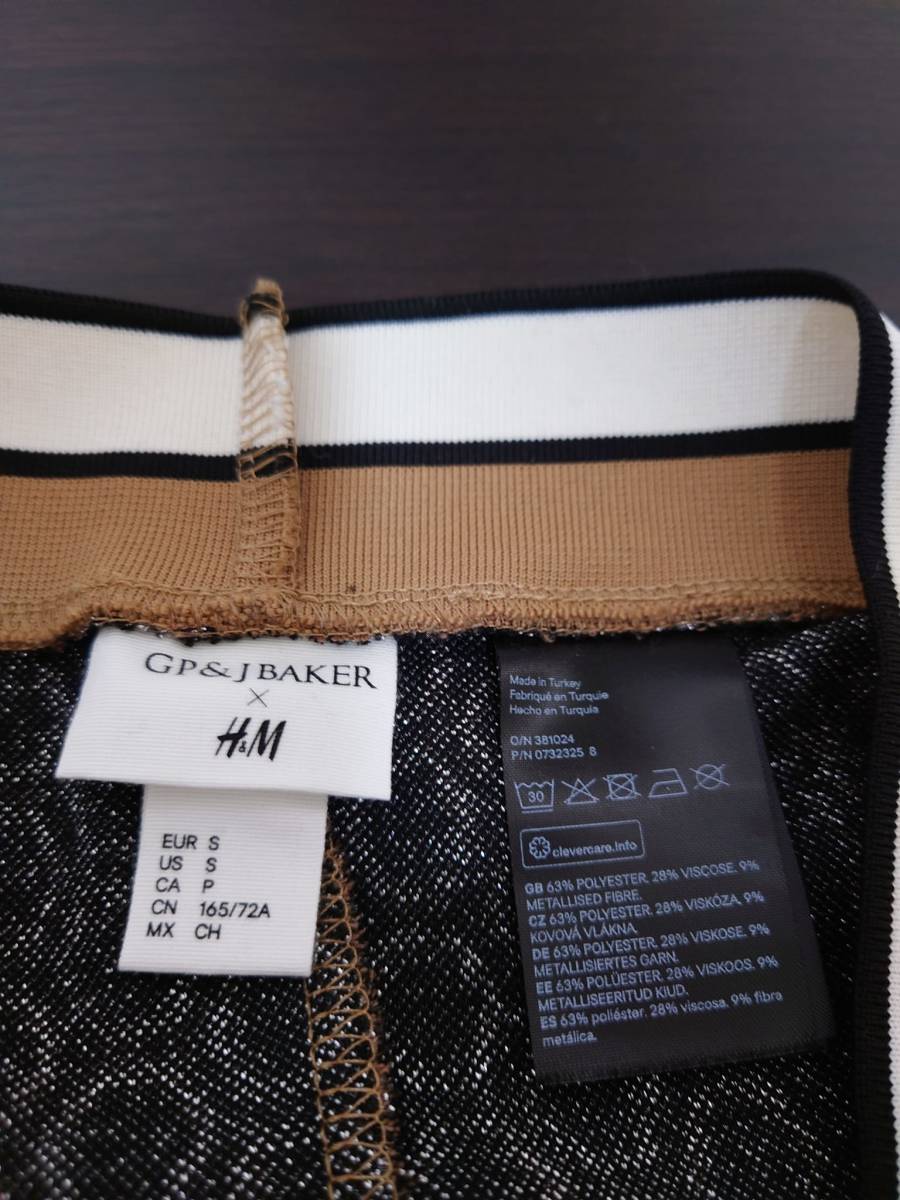 GP & J BAKER
×
H&M
EUR S
US S
CA P
CN 165/72A
MX CH
Made in Turkey
Fabriqué en Turquie
Hecho en Turquía
O/N 381024
P/N 0732325 8
30
clevercare.info
GB 63% POLYESTER. 28% VISCOSE. 9%
METALLISED FIBRE.
CZ 63% POLYESTER. 28% VISKÓZA. 9%
KOVOVÁ VLÁKNA.
DE 63% POLYESTER. 28% VISKOSE. 9%
METALLISIERTES GARN.
EE 63% POLÜESTER. 28% VISKOOS. 9%
METALLISEERITUD KIUD.
ES 63% poliéster. 28% viscosa. 9% fibra
metálica.